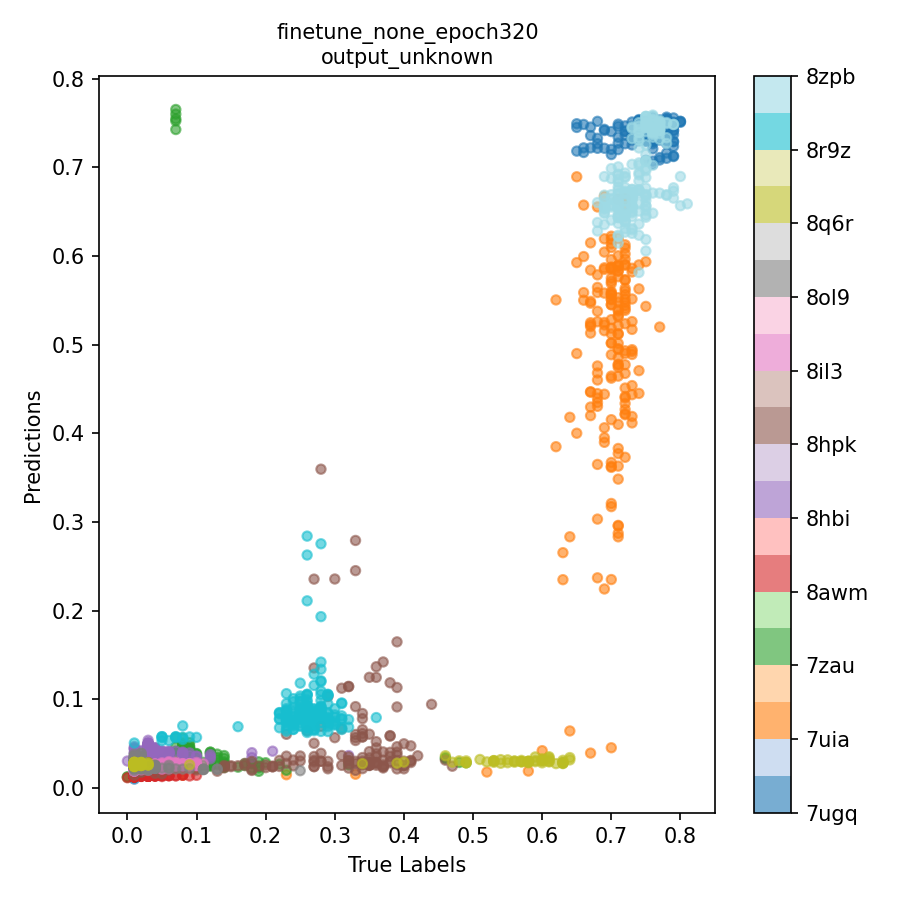 finetune_none_epoch320
output_unknown
Predictions
0.8
0.7
0.6
0.5
0.4
0.3
0.2
0.1
0.0
0.0 0.1 0.2 0.3 0.4 0.5 0.6 0.7 0.8
True Labels
8zpb
8r9z
8q6r
8ol9
8il3
8hpk
8hbi
8awm
7zau
7uia
7ugq